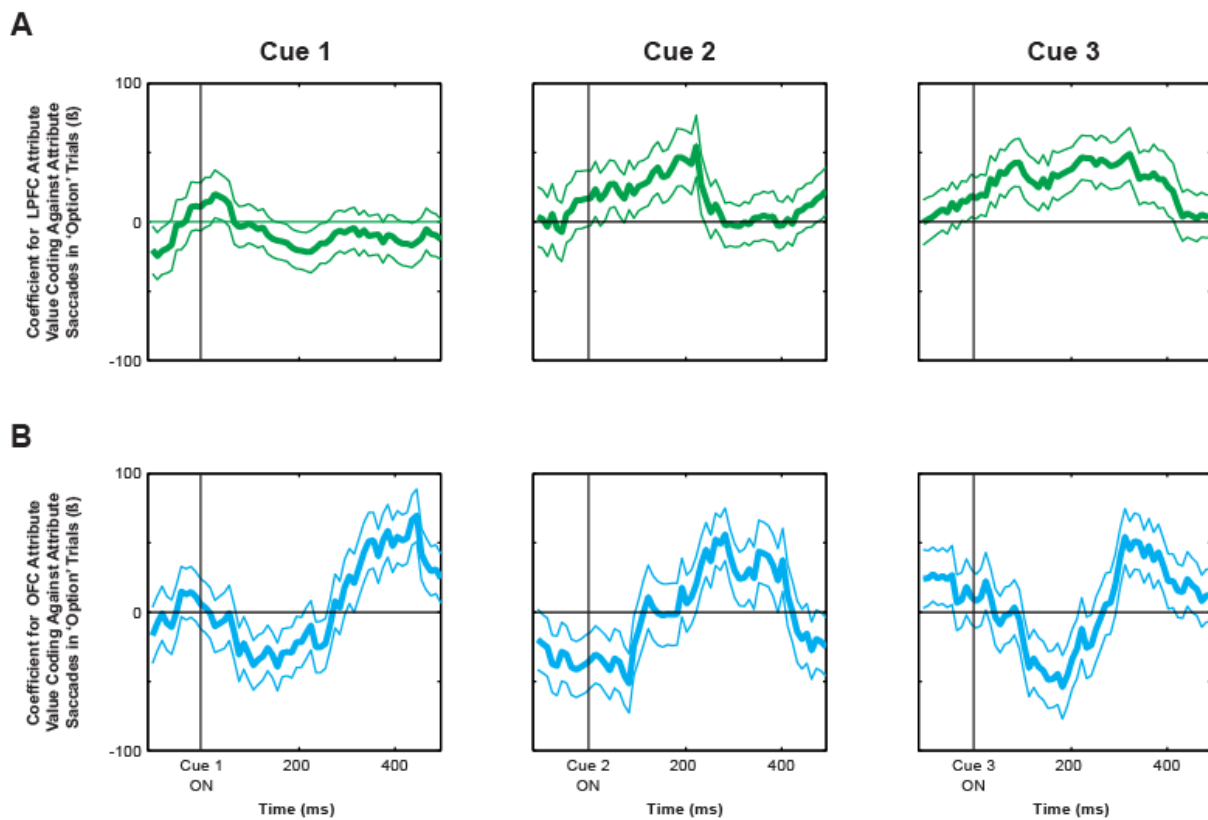 A
Cue 1
Cue 2
Cue 3
Coefficient for LPFC Attribute
Value Coding Against Attribute
Saccades in 'Option' Trials (ß)
100
0
-100
B
Coefficient for OFC Attribute
Value Coding Against Attribute
Saccades in 'Option' Trials (ß)
100
0
-100
Cue 1
ON
200
400
Time (ms)
Cue 2
ON
200
400
Time (ms)
Cue 3
ON
200
400
Time (ms)